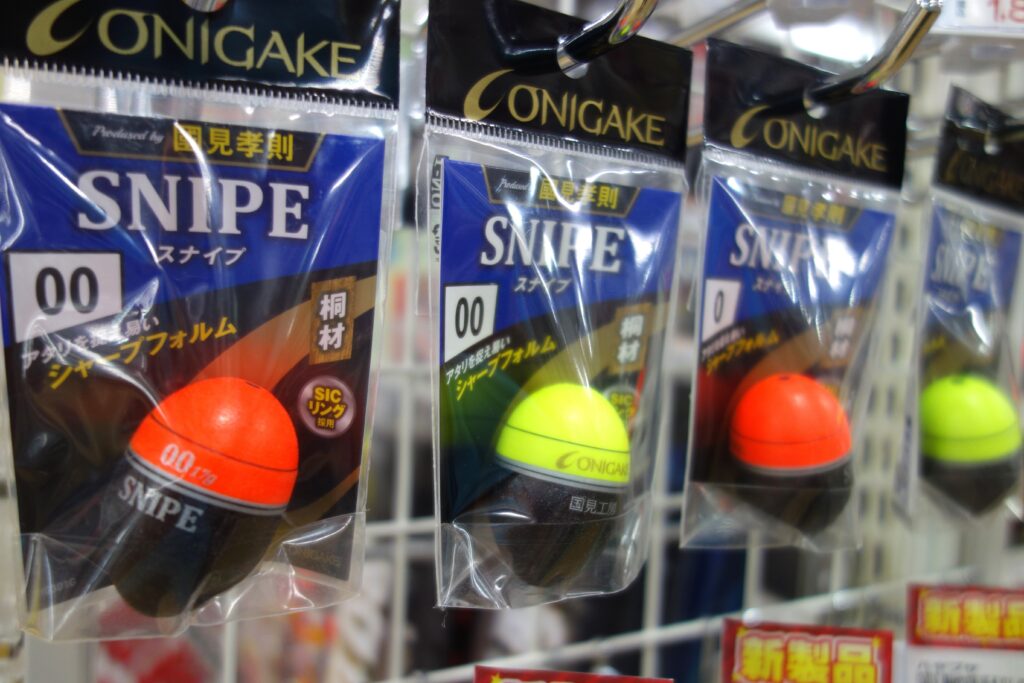 ONIGAKE
Produced by 国見孝則
SNIPE
スナイプ
00
アタリを捉え易い
シャープフォルム
桐材
SIC
リング
採用
00 17g
SNIPE
ONIGAKE
Produced 国見孝則
SNIPE
スナイプ
00
アタリを捉え易い
シャープフォルム
桐材
SIC
ONIGAKE
国見工房
ONIGAKE
国見孝則
SNIPE
スナイプ
0
シャープフォルム
桐材
ONIGAKE
SNIPE
1.8
新製品
新製品